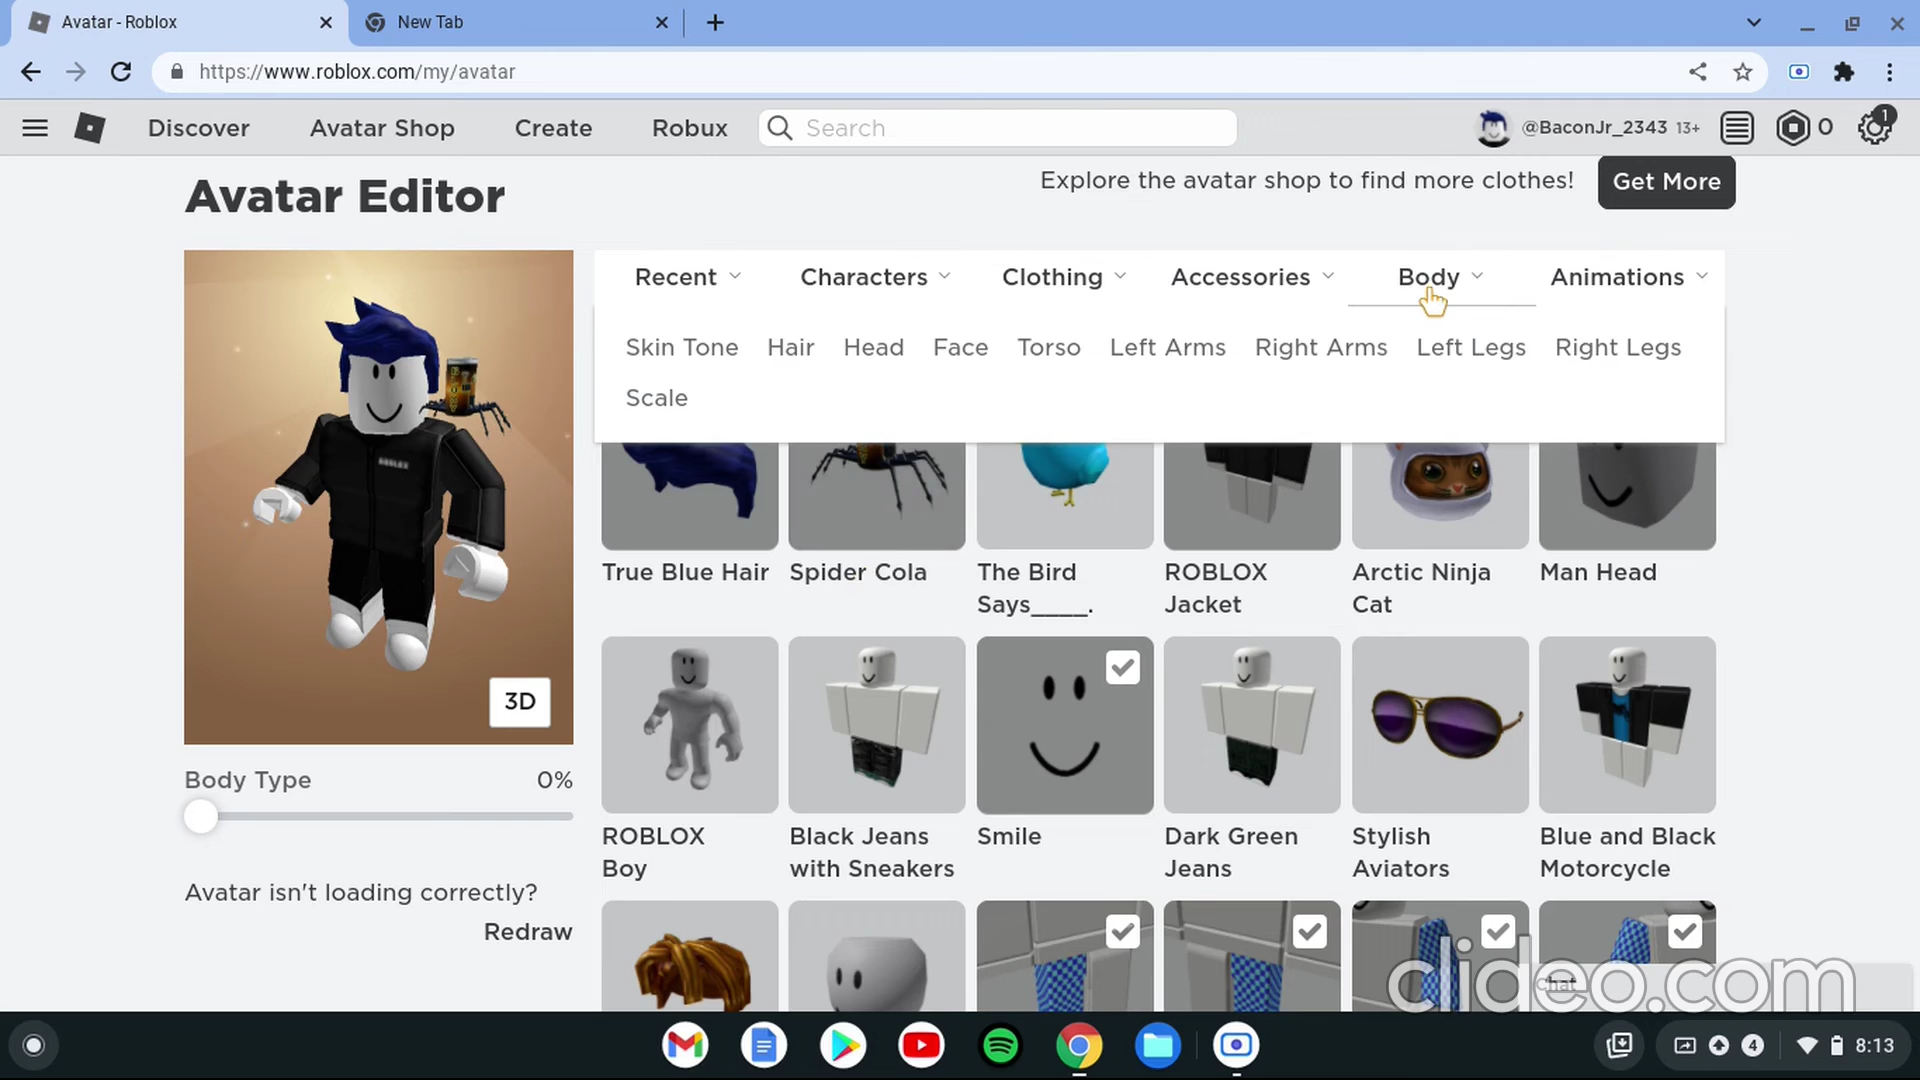 Avatar - Roblox
New Tab
https://www.roblox.com/my/avatar
Discover
Avatar Shop
Create
Robux
Search
@BaconJr_2343 13+
0
1
Avatar Editor
Explore the avatar shop to find more clothes!
Get More
Recent
Characters
Clothing
Accessories
Body
Animations
Skin Tone
Hair
Head
Face
Torso
Left Arms
Right Arms
Left Legs
Right Legs
Scale
ROBLOX
3D
Body Type
0%
Avatar isn't loading correctly?
Redraw
True Blue Hair
Spider Cola
The Bird
Says____.
ROBLOX
Jacket
Arctic Ninja
Cat
Man Head
ROBLOX
Boy
Black Jeans
with Sneakers
Smile
Dark Green
Jeans
Stylish
Aviators
Blue and Black
Motorcycle
Chat
clideo.com
4
8:13